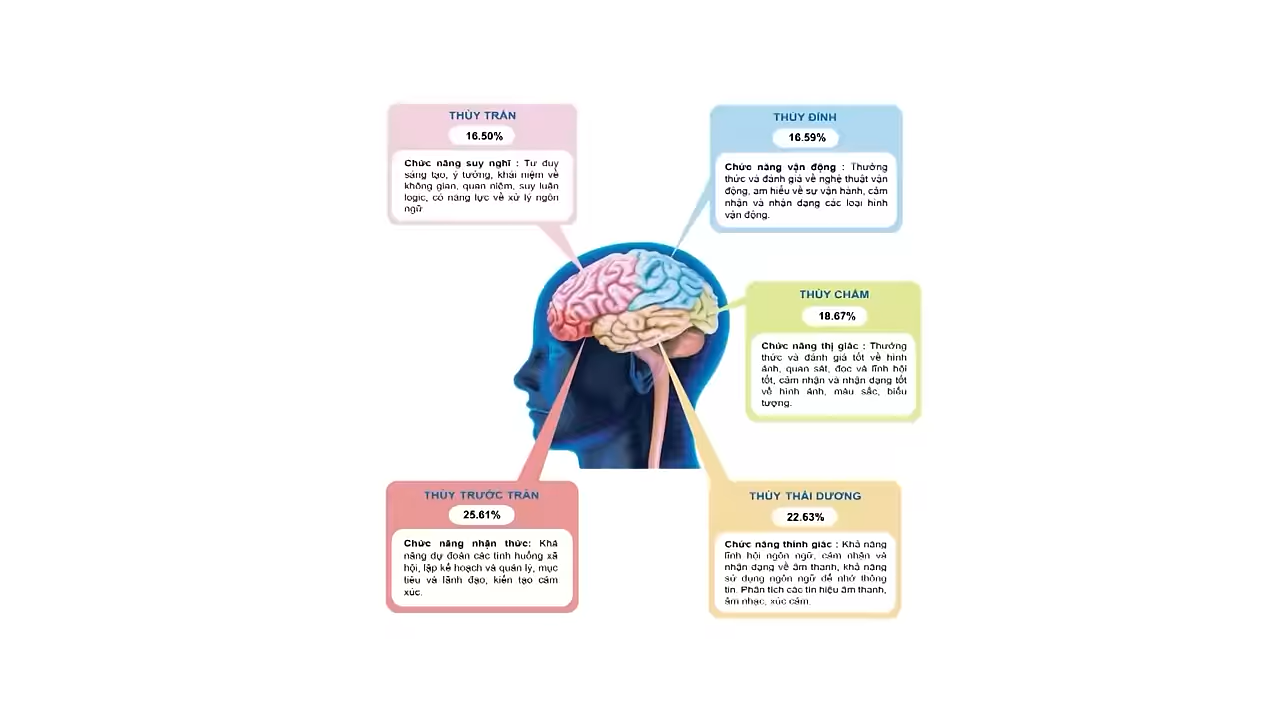 THÙY TRÁN
16.50%
Chức năng suy nghĩ : Tư duy
sáng tạo, ý tưởng, khái niệm về
không gian, quan niệm, suy luận
logic, có năng lực về xử lý ngôn
ngữ
THÙY ĐỈNH
16.59%
Chức năng vận động : Thưởng
thức và đánh giá về nghệ thuật vận
động, am hiểu về sự vận hành, cảm
nhận và nhận dạng các loại hình
vận động.
THÙY CHẨM
18.67%
Chức năng thị giác : Thưởng
thức và đánh giá tốt về hình
ảnh, quan sát, đọc và lĩnh hội
tốt, cảm nhận và nhận dạng tốt
về hình ảnh, màu sắc, biểu
tượng.
THÙY TRƯỚC TRÁN
25.61%
Chức năng nhận thức: Khả
năng dự đoán các tình huống xã
hội, lập kế hoạch và quản lý, mục
tiêu và lãnh đạo, kiến tạo cảm
xúc.
THÙY THÁI DƯƠNG
22.63%
Chức năng thính giác : Khả năng
lĩnh hội ngôn ngữ, cảm nhận và
nhận dạng về âm thanh, khả năng
sử dụng ngôn ngữ để nhớ thông
tin. Phân tích các tín hiệu âm thanh,
âm nhạc, xúc cảm.